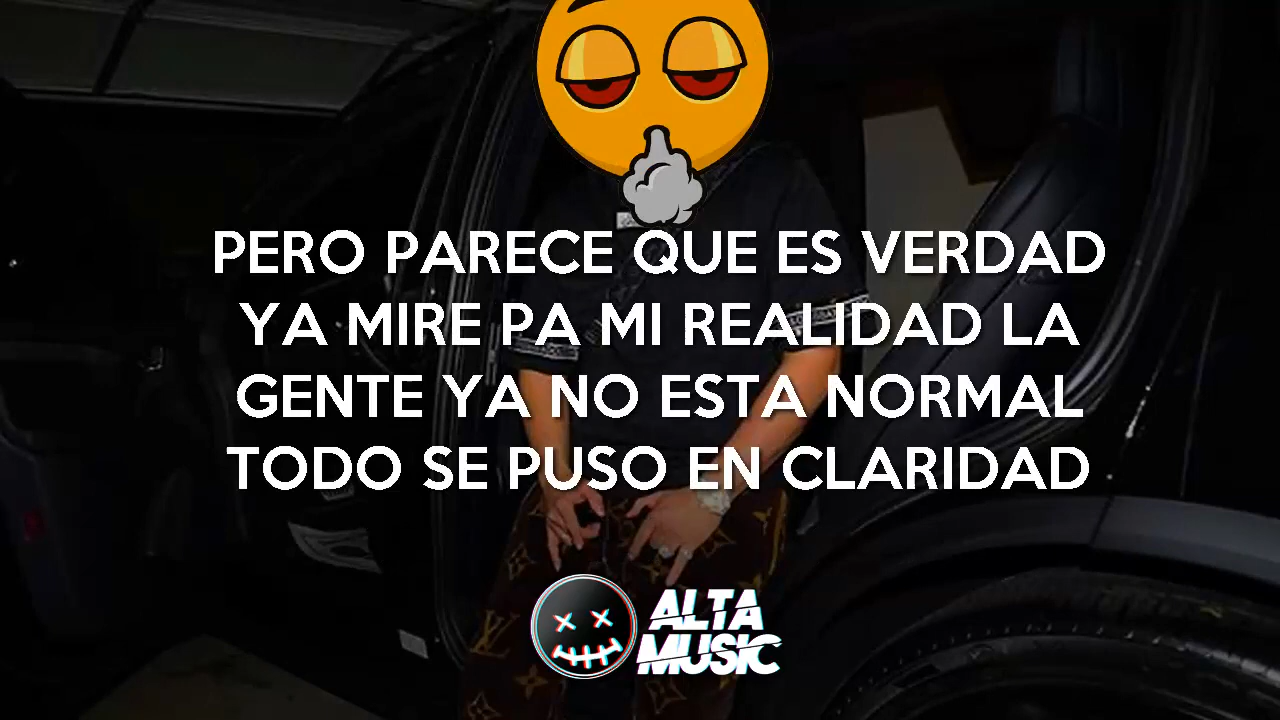 PERO PARECE QUE ES VERDAD
YA MIRE PA MI REALIDAD LA
GENTE YA NO ESTA NORMAL
TODO SE PUSO EN CLARIDAD
ALTA
MUSIC